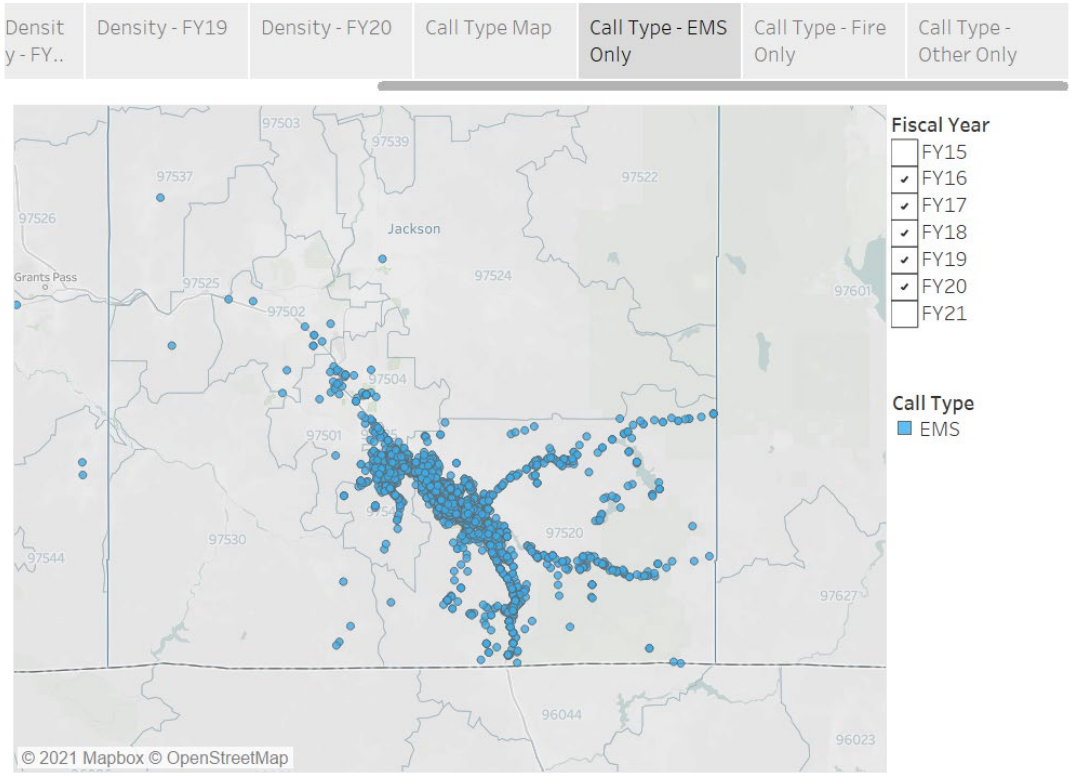 Densit
y - FY..
Density - FY19
Density - FY20
Call Type Map
Call Type - EMS
Only
Call Type - Fire
Only
Call Type -
Other Only
97503
97539
97537
97522
97526
Jackson
Grants Pass
97525
97524
97601
97502
97504
97501
97520
97530
97544
97627
96044
96023
© 2021 Mapbox © OpenStreetMap
Fiscal Year
FY15
FY16
FY17
FY18
FY19
FY20
FY21
Call Type
EMS